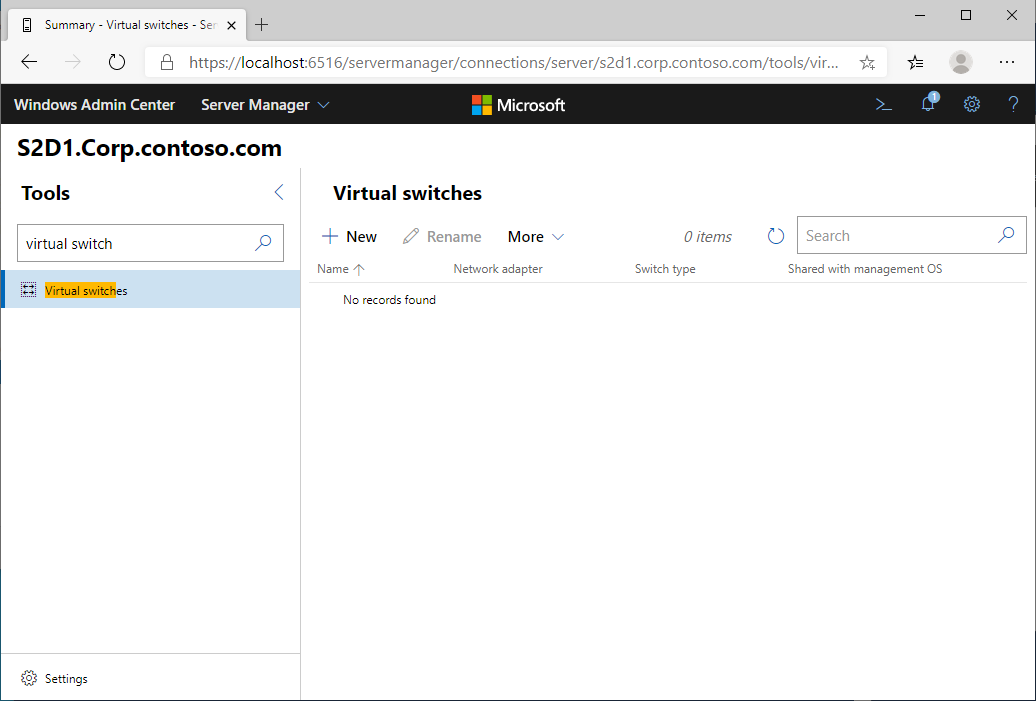 Summary - Virtual switches - Ser
https://localhost:6516/servermanager/connections/server/s2d1.corp.contoso.com/tools/vir...
Windows Admin Center Server Manager Microsoft >_ 1 ?
S2D1.Corp.contoso.com
Tools
virtual switch
Virtual switches
Settings
Virtual switches
New Rename More 0 items Search
Name Network adapter Switch type Shared with management OS
No records found